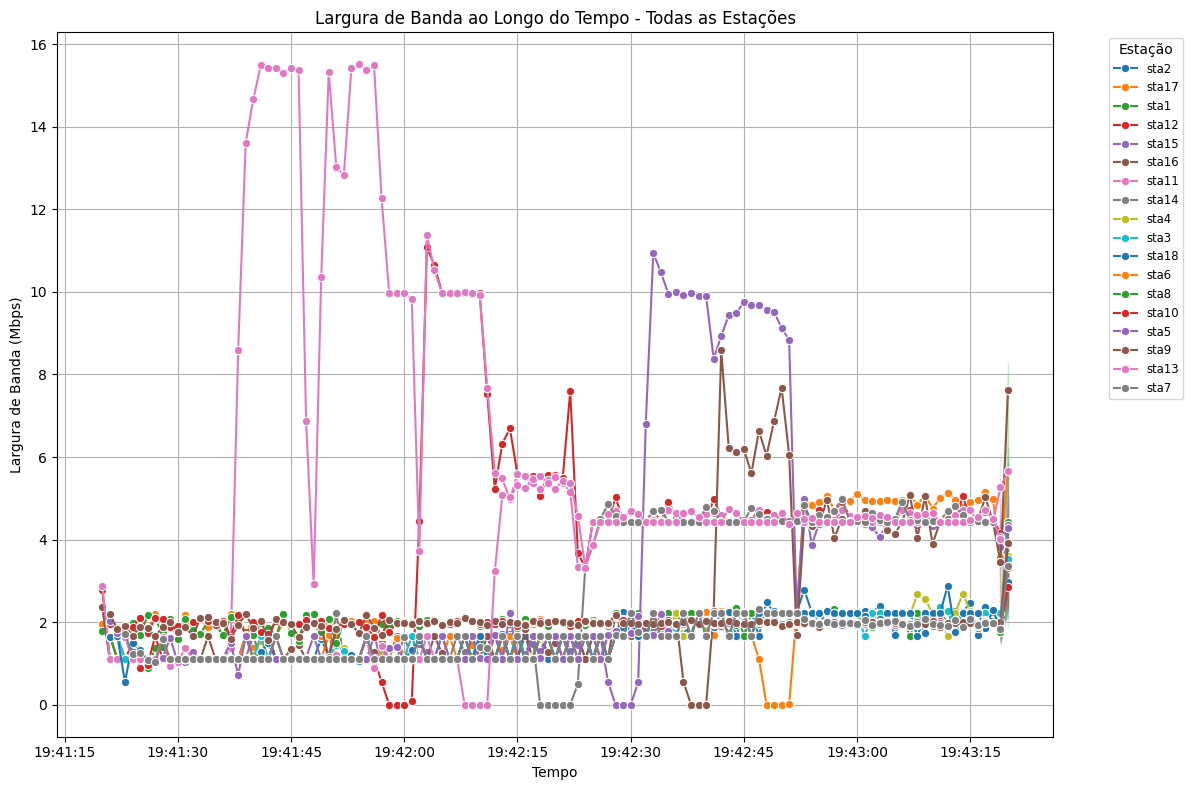 Largura de Banda ao Longo do Tempo - Todas as Estações
Largura de Banda (Mbps)
16
14
12
10
8
6
4
2
0
19:41:15
19:41:30
19:41:45
19:42:00
19:42:15
19:42:30
19:42:45
19:43:00
19:43:15
Tempo
Estação
sta2
sta17
sta1
sta12
sta15
sta16
sta11
sta14
sta4
sta3
sta18
sta6
sta8
sta10
sta5
sta9
sta13
sta7